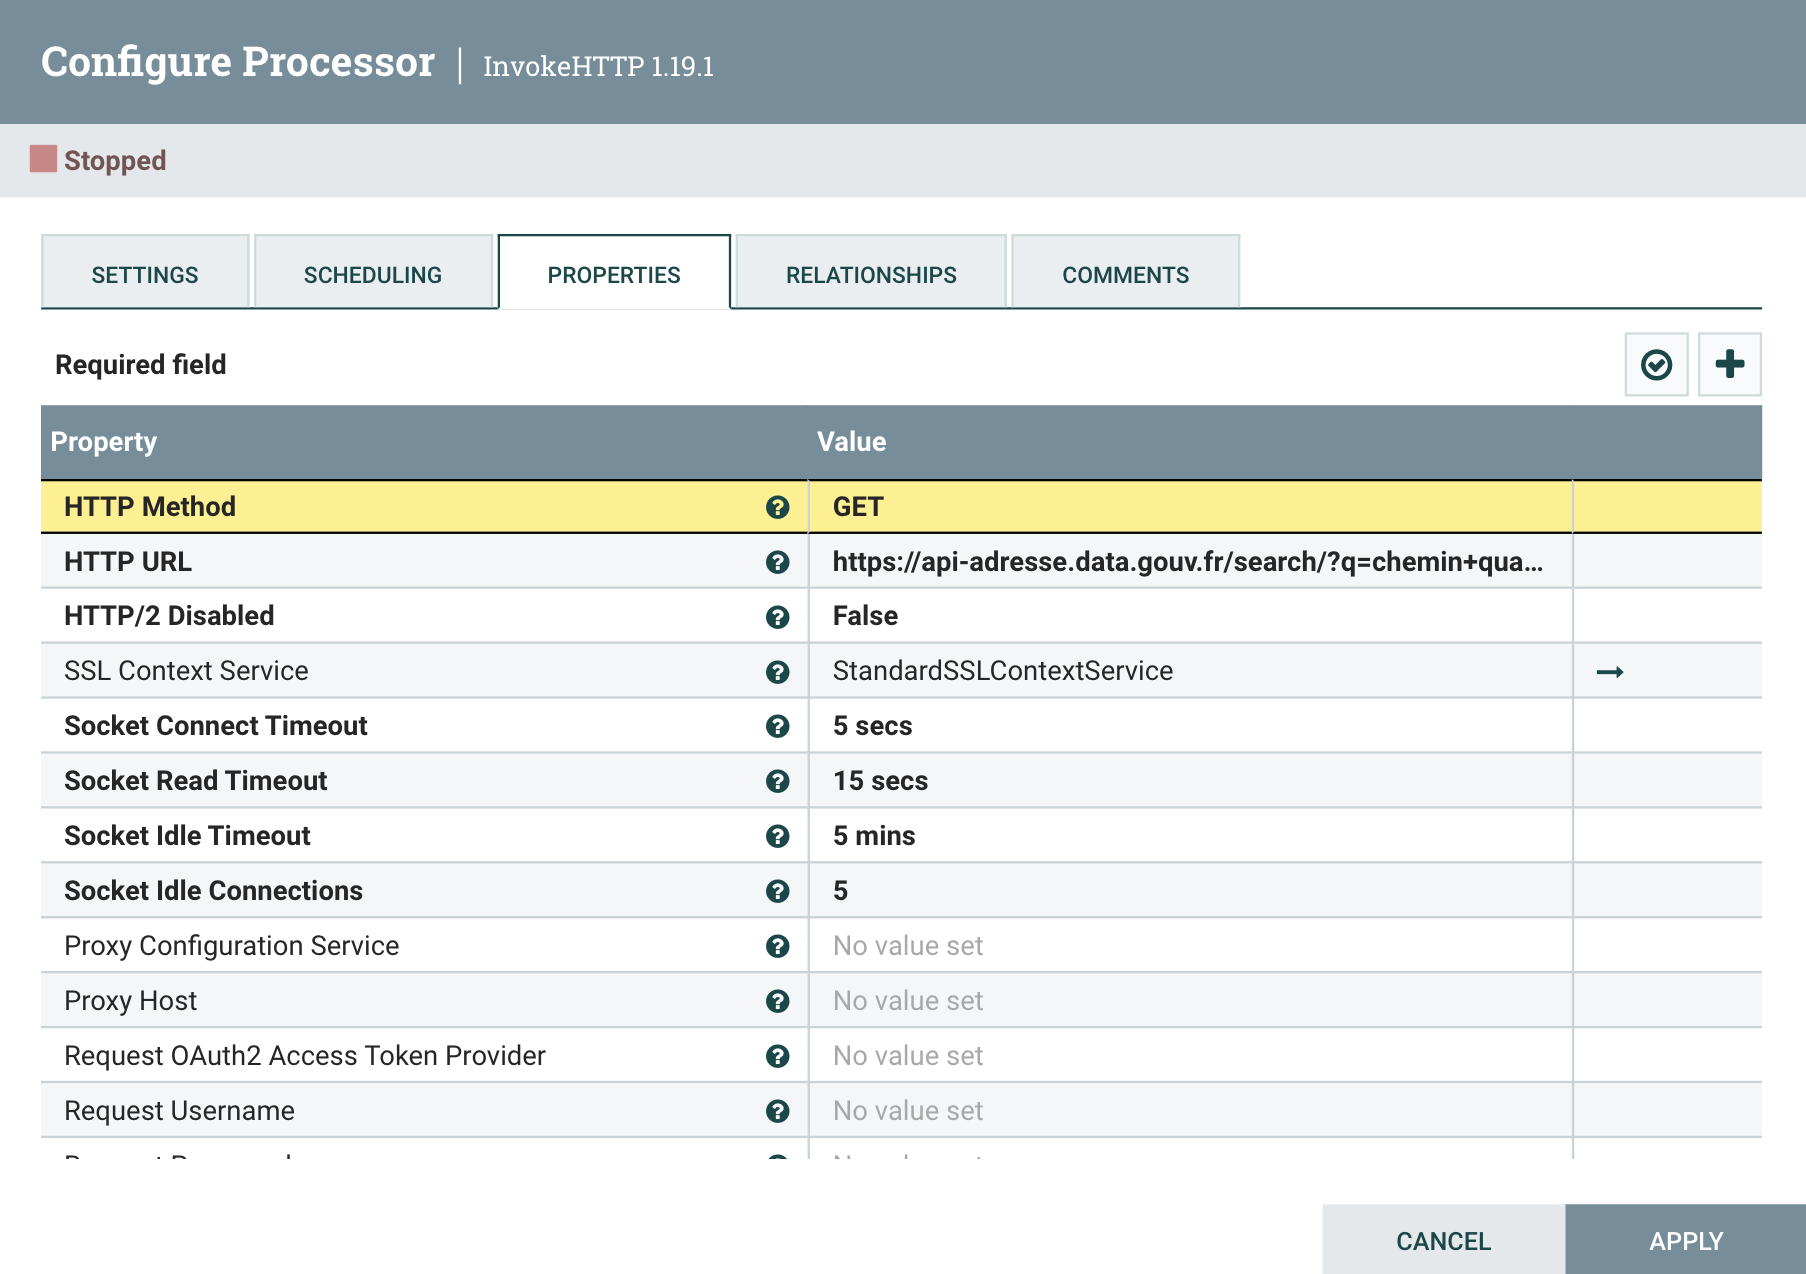 Configure Processor | InvokeHTTP 1.19.1
Stopped
SETTINGS SCHEDULING PROPERTIES RELATIONSHIPS COMMENTS
Required field
Property Value
HTTP Method GET
HTTP URL https://api-adresse.data.gouv.fr/search/?q=chemin+qua...
HTTP/2 Disabled False
SSL Context Service StandardSSLContextService
Socket Connect Timeout 5 secs
Socket Read Timeout 15 secs
Socket Idle Timeout 5 mins
Socket Idle Connections 5
Proxy Configuration Service No value set
Proxy Host No value set
Request OAuth2 Access Token Provider No value set
Request Username No value set
CANCEL APPLY